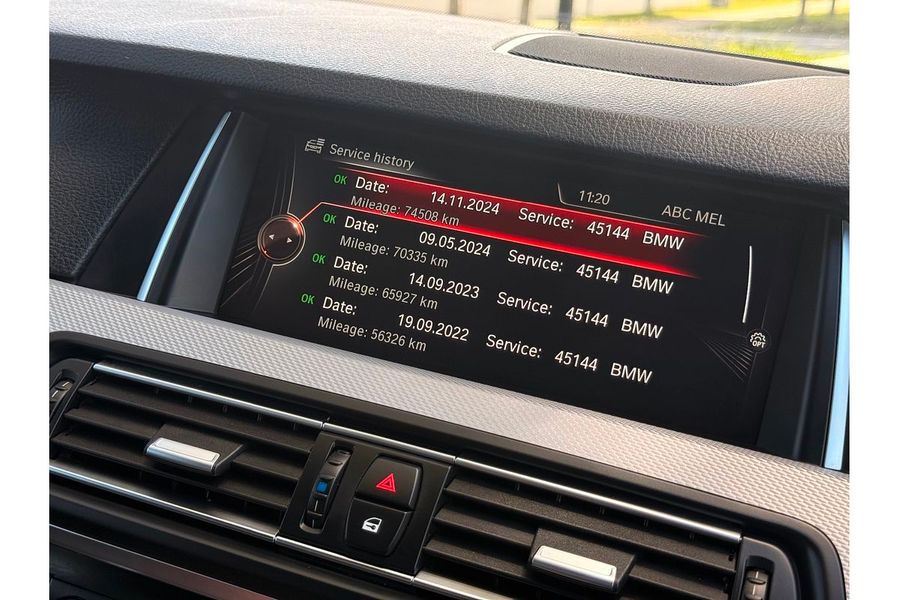 Service history
11:20
ABC MEL
OK Date: 14.11.2024 Service: 45144 BMW
Mileage: 74508 km
OK Date: 09.05.2024 Service: 45144 BMW
Mileage: 70335 km
OK Date: 14.09.2023 Service: 45144 BMW
Mileage: 65927 km
OK Date: 19.09.2022 Service: 45144 BMW
Mileage: 56326 km
OPT